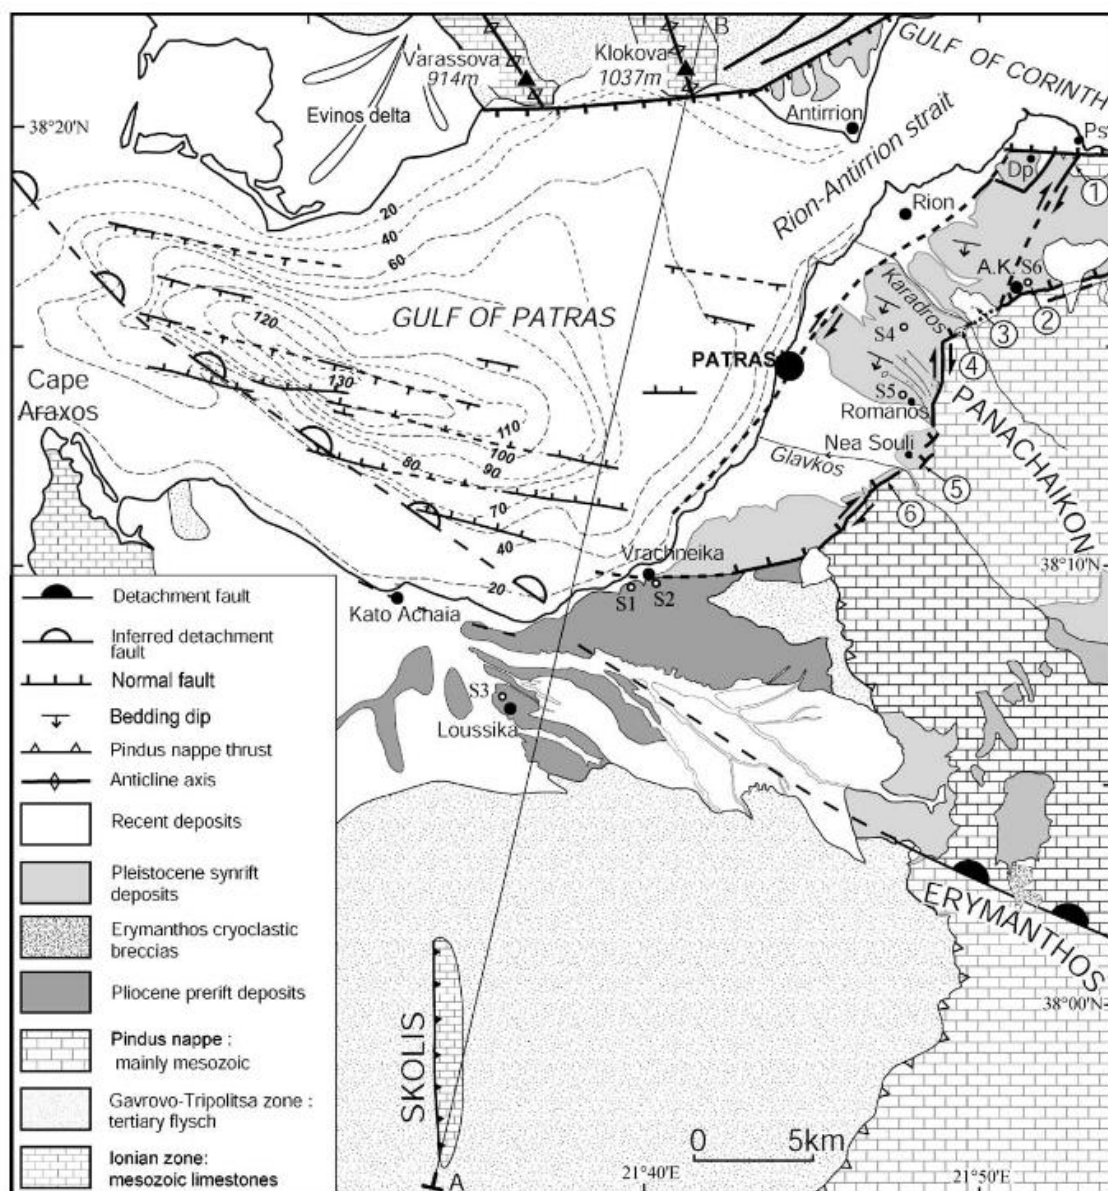 B
GULF OF CORINTH
Varassova
914m
Klokova
1037m
Evinos delta
Antirrion
38°20'N
Rion-Antirrion strait
Ps
Dp
1
20
40
60
Rion
A.K.
S6
Karadros
2
3
GULF OF PATRAS
120
S4
4
PATRAS
130
Cape
Araxos
S5
Romanos
PANACHAIKON
110
100
90
80
70
40
20
Nea Souli
Glavkos
5
6
Vrachneika
38°10'N
S1
S2
Kato Achaia
S3
Loussika
ERYMANTHOS
38°00'N
SKOLIS
0
5km
21°40'E
21°50'E
A
Detachment fault
Inferred detachment
fault
Normal fault
Bedding dip
Pindus nappe thrust
Anticline axis
Recent deposits
Pleistocene synrift
deposits
Erymanthos cryoclastic
breccias
Pliocene prerift deposits
Pindus nappe :
mainly mesozoic
Gavrovo-Tripolitsa zone :
tertiary flysch
Ionian zone:
mesozoic limestones